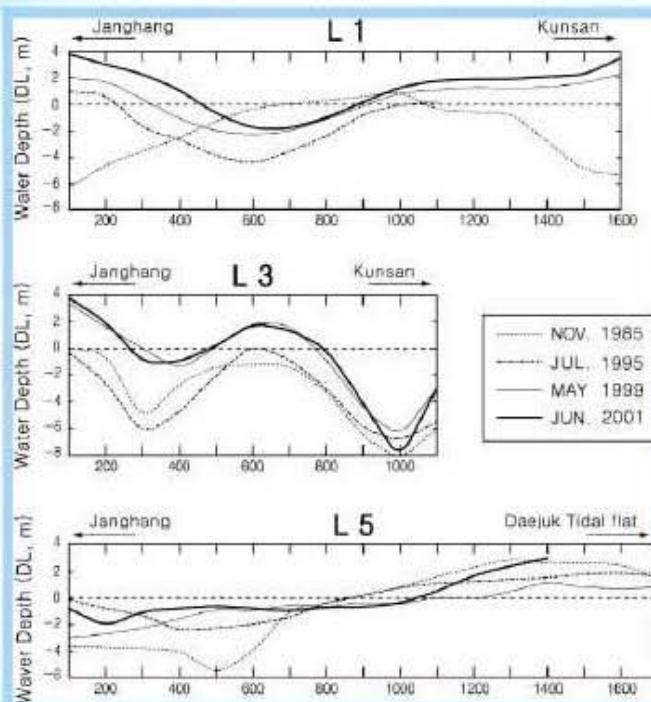 Janghang L 1 Kunsan
Water Depth (DL, m)
4
2
0
-2
-4
-6
-8
200 400 600 800 1000 1200 1400 1600
Janghang L 3 Kunsan
Water Depth (DL, m)
4
2
0
-2
-4
-6
-8
200 400 600 800 1000
NOV. 1985
JUL. 1995
MAY 1999
JUN. 2001
Janghang L 5 Daejuk Tidal flat
Waver Depth (DL, m)
4
2
0
-2
-4
-6
-8
200 400 600 800 1000 1200 1400 1600